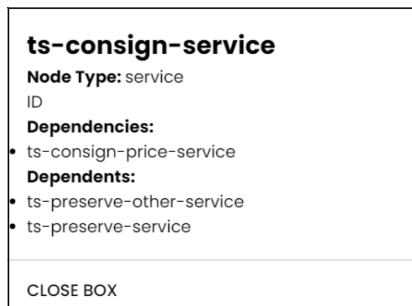 ts-consign-service
Node Type: service
ID
Dependencies:
• ts-consign-price-service
Dependents:
• ts-preserve-other-service
• ts-preserve-service
CLOSE BOX